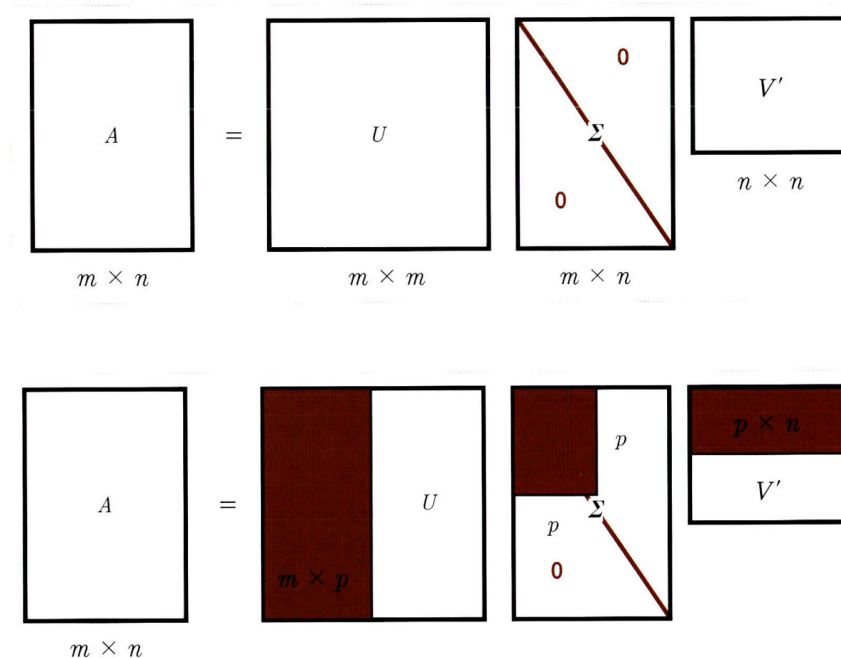 0
A = U Σ V′
0
n × n
m × n m × m m × n
p × n
p
A = U Σ V′
p
m × p 0
m × n